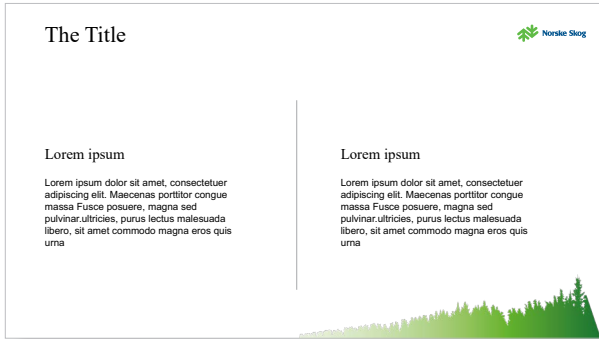 The Title
Norske Skog
Lorem ipsum
Lorem ipsum dolor sit amet, consectetuer
adipiscing elit. Maecenas porttitor congue
massa Fusce posuere, magna sed
pulvinar.ultricies, purus lectus malesuada
libero, sit amet commodo magna eros quis
urna
Lorem ipsum
Lorem ipsum dolor sit amet, consectetuer
adipiscing elit. Maecenas porttitor congue
massa Fusce posuere, magna sed
pulvinar.ultricies, purus lectus malesuada
libero, sit amet commodo magna eros quis
urna